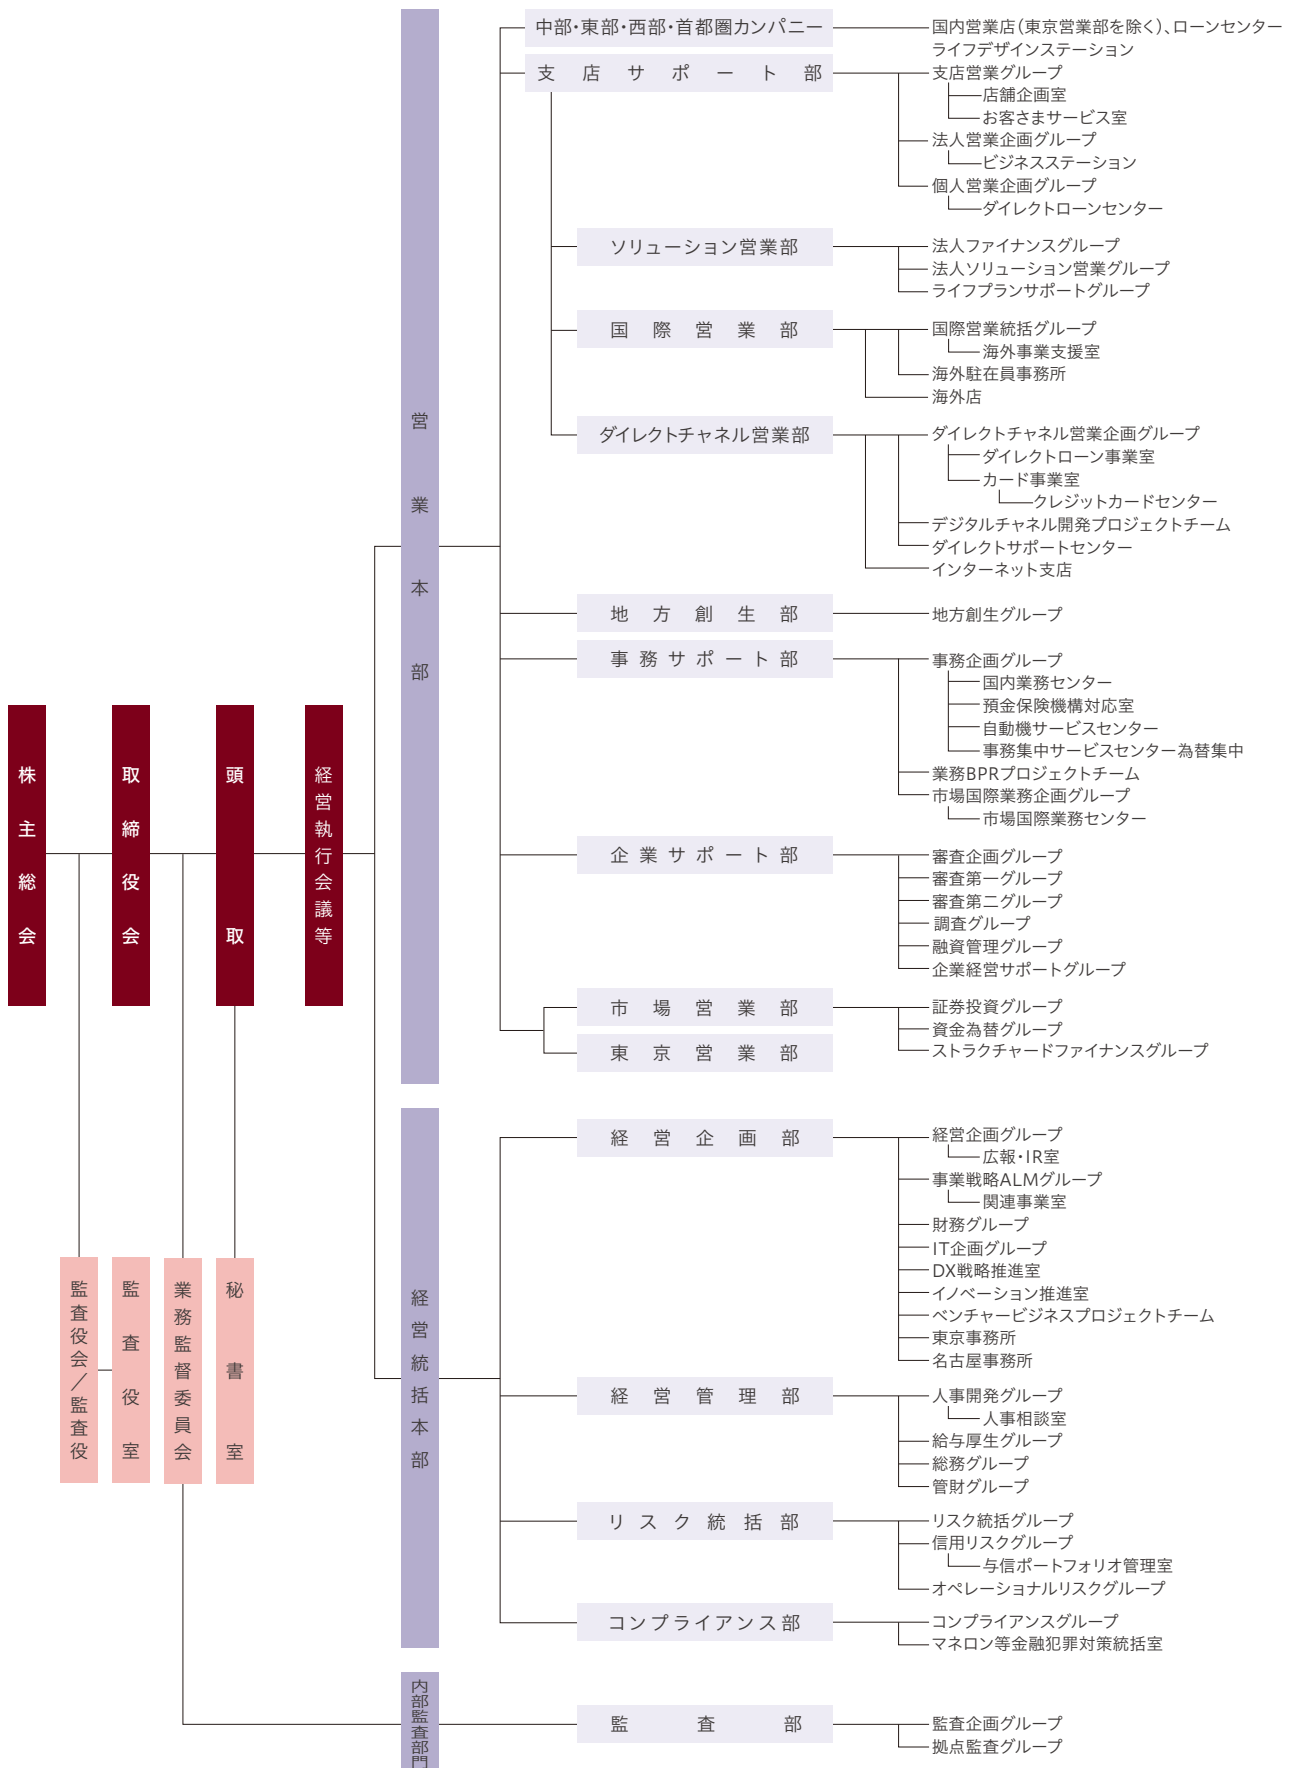 株主総会
取締役会
頭取
経営執行会議等
監査役会／監査役
監査役室
業務監督委員会
秘書室
営業本部
中部・東部・西部・首都圏カンパニー
国内営業店（東京営業部を除く）、ローンセンター
ライフデザインステーション
支店サポート部
支店営業グループ
店舗企画室
お客さまサービス室
法人営業企画グループ
ビジネスステーション
個人営業企画グループ
ダイレクトローンセンター
ソリューション営業部
法人ファイナンスグループ
法人ソリューション営業グループ
ライフプランサポートグループ
国際営業部
国際営業統括グループ
海外事業支援室
海外駐在員事務所
海外店
ダイレクトチャネル営業部
ダイレクトチャネル営業企画グループ
ダイレクトローン事業室
カード事業室
クレジットカードセンター
デジタルチャネル開発プロジェクトチーム
ダイレクトサポートセンター
インターネット支店
地方創生部
地方創生グループ
事務サポート部
事務企画グループ
国内業務センター
預金保険機構対応室
自動機サービスセンター
事務集中サービスセンター為替集中
業務BPRプロジェクトチーム
市場国際業務企画グループ
市場国際業務センター
企業サポート部
審査企画グループ
審査第一グループ
審査第二グループ
調査グループ
融資管理グループ
企業経営サポートグループ
市場営業部
証券投資グループ
資金為替グループ
ストラクチャードファイナンスグループ
東京営業部
経営統括本部
経営企画部
経営企画グループ
広報・IR室
事業戦略ALMグループ
関連事業室
財務グループ
IT企画グループ
DX戦略推進室
イノベーション推進室
ベンチャービジネスプロジェクトチーム
東京事務所
名古屋事務所
経営管理部
人事開発グループ
人事相談室
給与厚生グループ
総務グループ
管財グループ
リスク統括部
リスク統括グループ
信用リスクグループ
与信ポートフォリオ管理室
オペレーショナルリスクグループ
コンプライアンス部
コンプライアンスグループ
マネロン等金融犯罪対策統括室
内部監査部門
監査部
監査企画グループ
拠点監査グループ